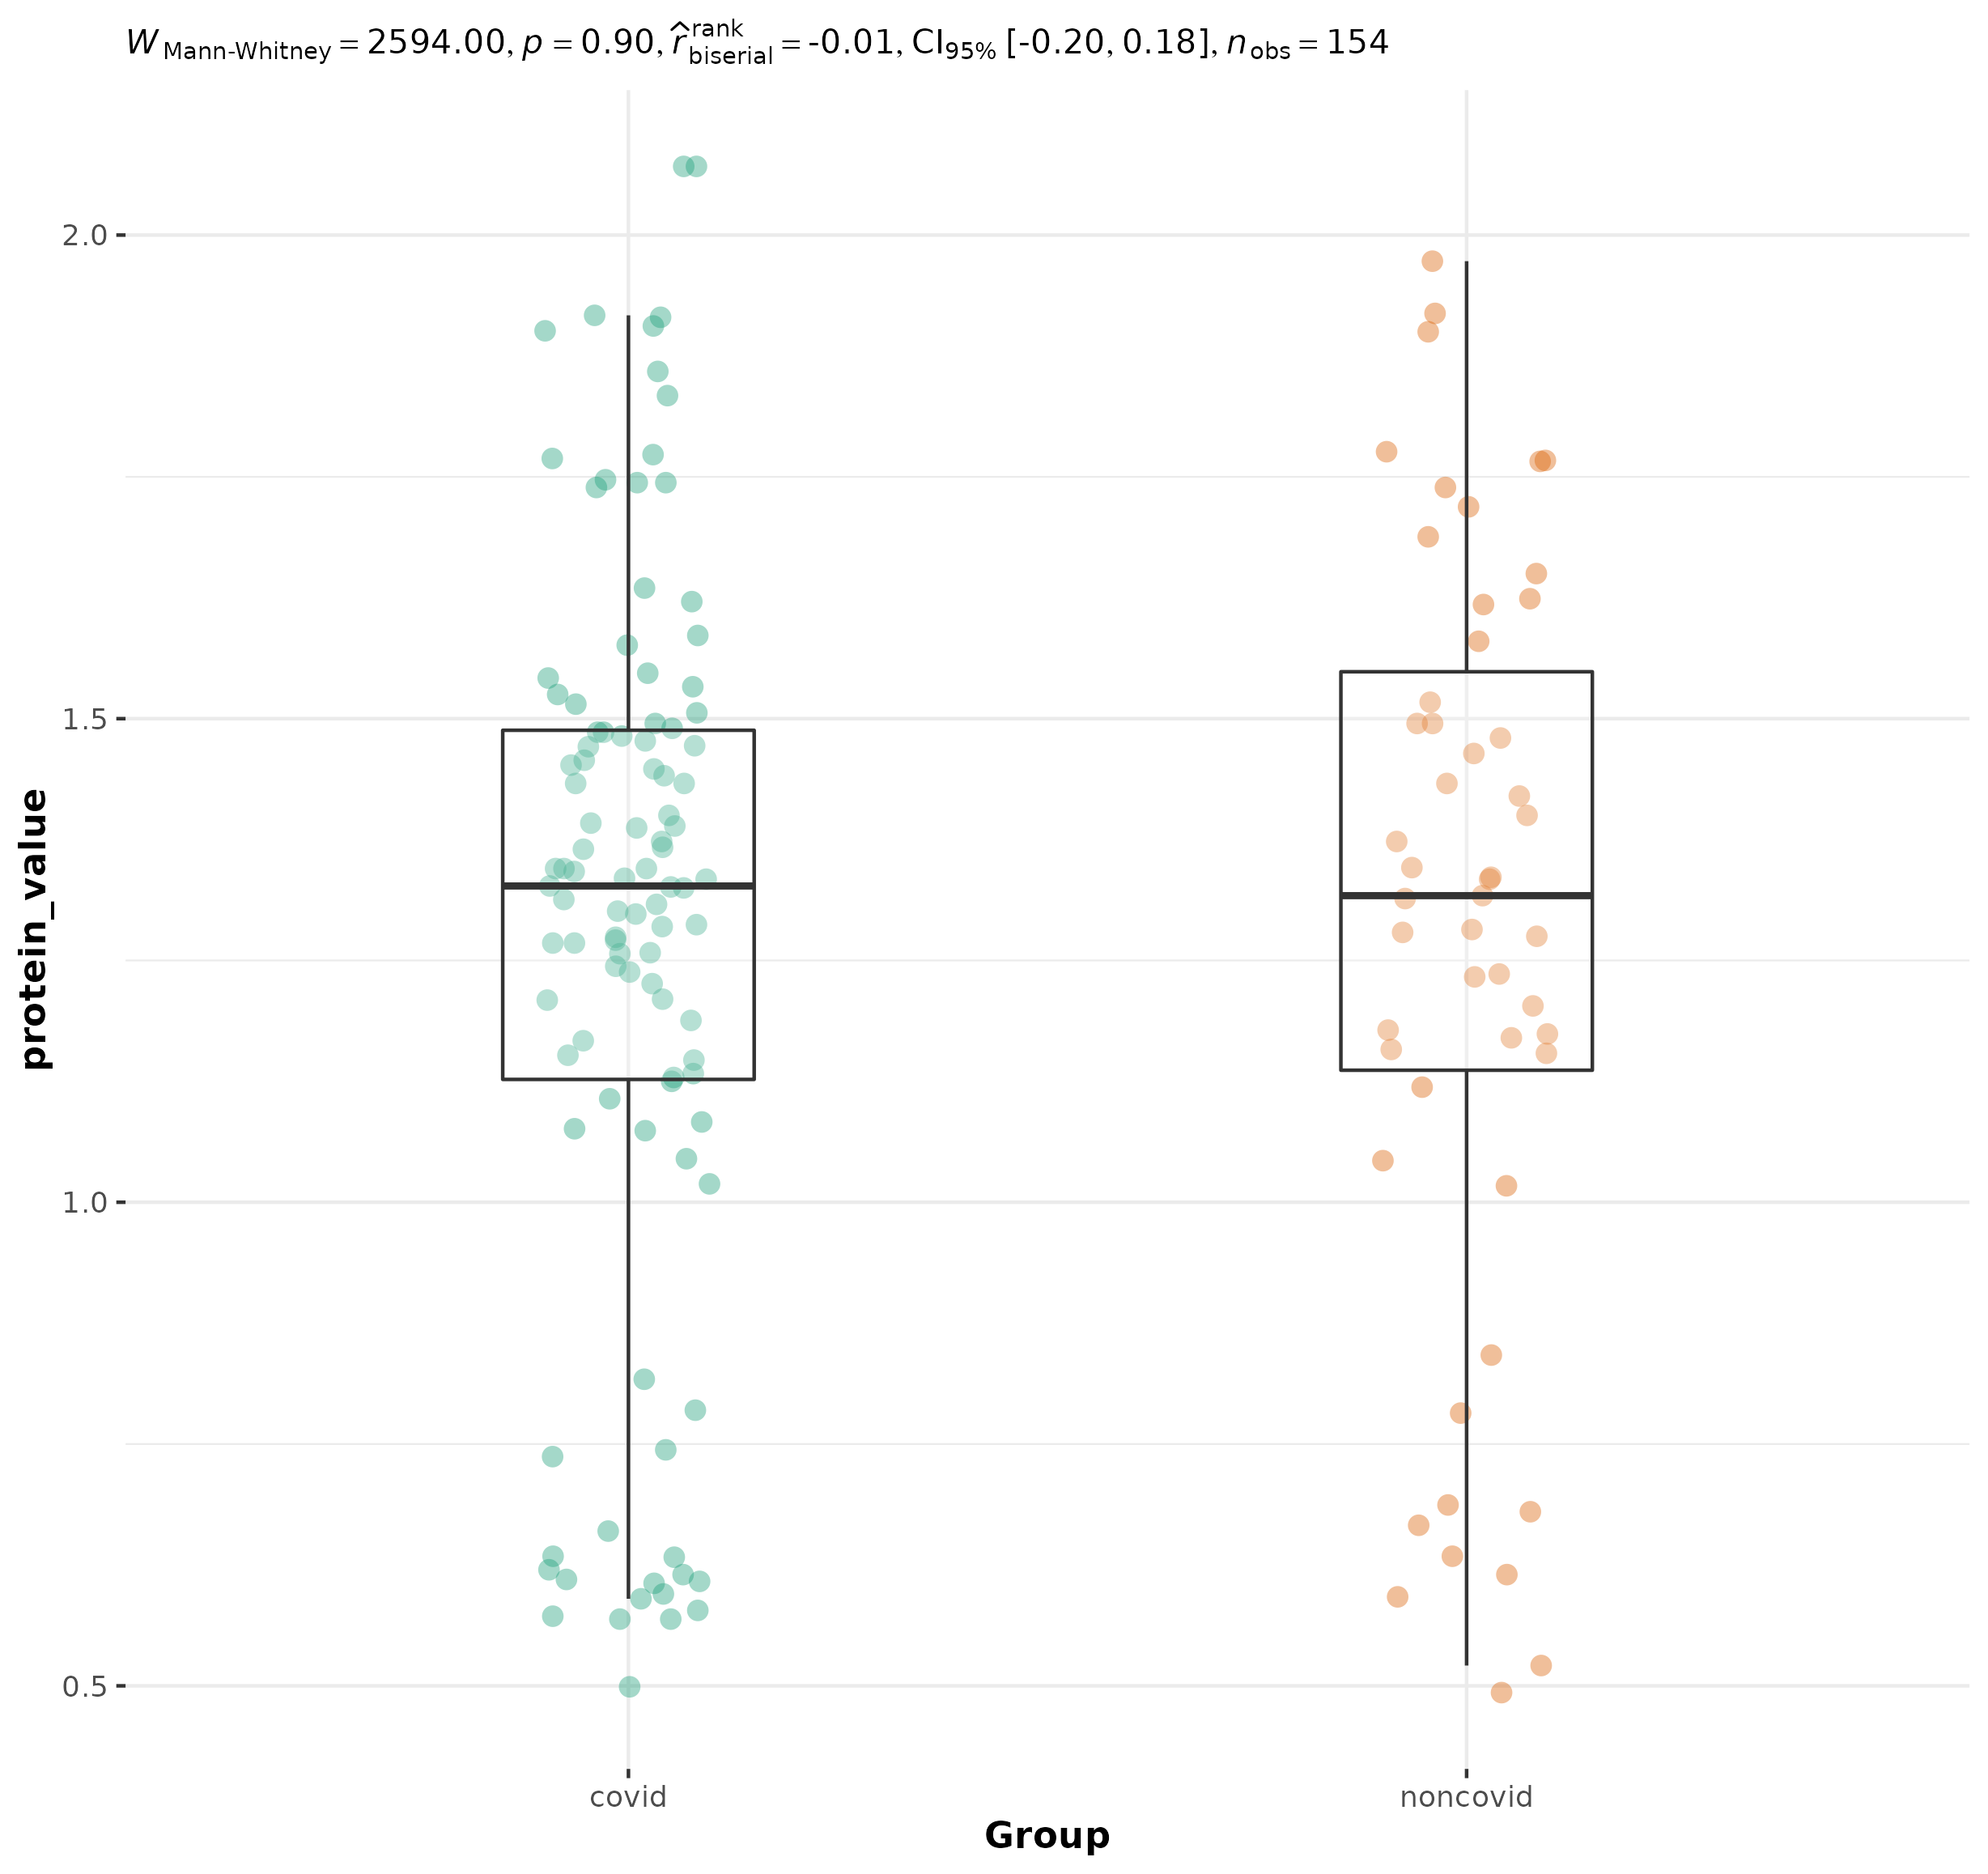 W Mann-Whitney = 2594.00, p = 0.90, r̂ rank biserial = -0.01, CI95% [-0.20, 0.18], n obs = 154
protein_value
2.0
1.5
1.0
0.5
covid noncovid
Group